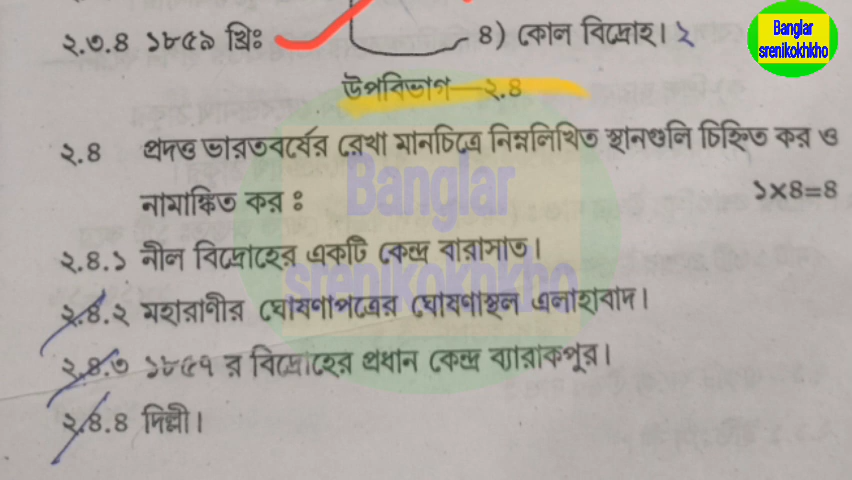 ২.৩.৪ ১৮৫৯ খ্রিঃ ৪) কোল বিদ্রোহ। ২
Banglar
srenikokhkho
উপবিভাগ—২.৪
২.৪ প্রদত্ত ভারতবর্ষের রেখা মানচিত্রে নিম্নলিখিত স্থানগুলি চিহ্নিত কর ও
নামাঙ্কিত কর ঃ ১×৪=৪
Banglar
২.৪.১ নীল বিদ্রোহের একটি কেন্দ্র বারাসাত।
srenikokhkho
২.৪.২ মহারাণীর ঘোষণাপত্রের ঘোষণাস্থল এলাহাবাদ।
২.৪.৩ ১৮৫৭ র বিদ্রোহের প্রধান কেন্দ্র ব্যারাকপুর।
২.৪.৪ দিল্লী।